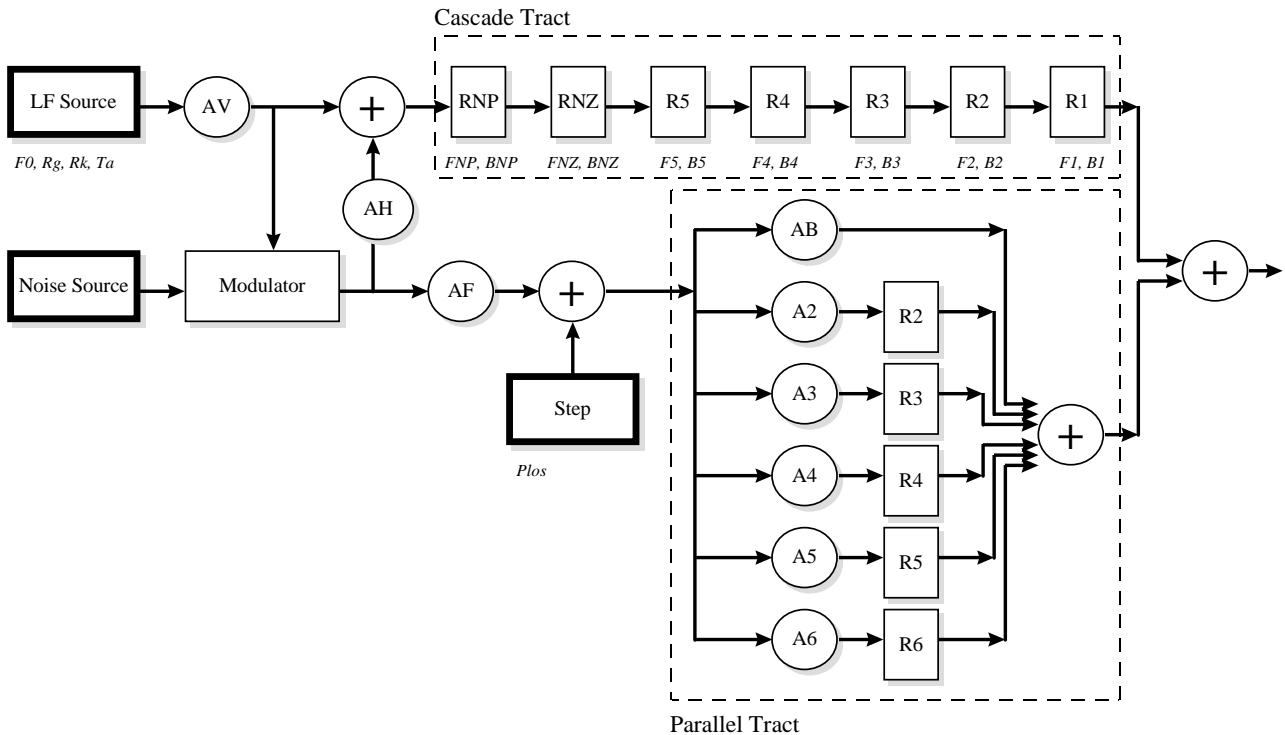 Cascade Tract
LF Source
AV
+
RNP
RNZ
R5
R4
R3
R2
R1
F0, Rg, Rk, Ta
FNP, BNP
FNZ, BNZ
F5, B5
F4, B4
F3, B3
F2, B2
F1, B1
AH
AB
Noise Source
Modulator
AF
+
+
A2
R2
A3
R3
Step
+
Plos
A4
R4
A5
R5
A6
R6
Parallel Tract